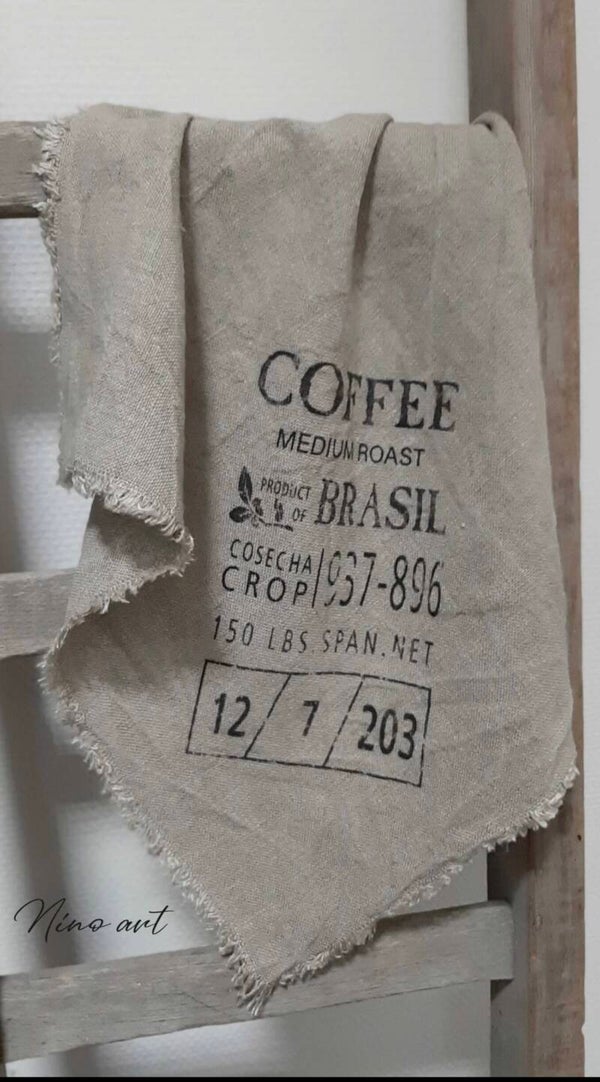 COFFEE
MEDIUM ROAST
PRODUCT OF BRASIL
COSECHA CROP 937-896
150 LBS. SPAN. NET
12 7 203
Nino art